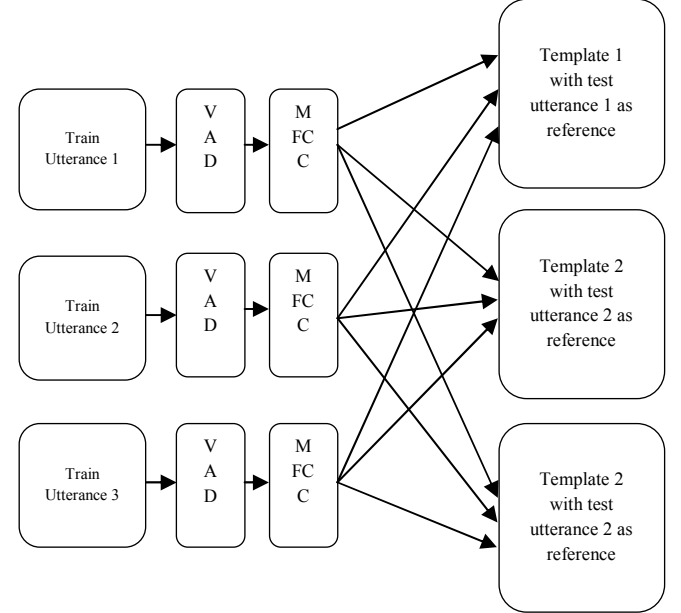 Train
Utterance 1
V
A
D
M
FC
C
Template 1
with test
utterance 1 as
reference
Train
Utterance 2
V
A
D
M
FC
C
Template 2
with test
utterance 2 as
reference
Train
Utterance 3
V
A
D
M
FC
C
Template 2
with test
utterance 2 as
reference